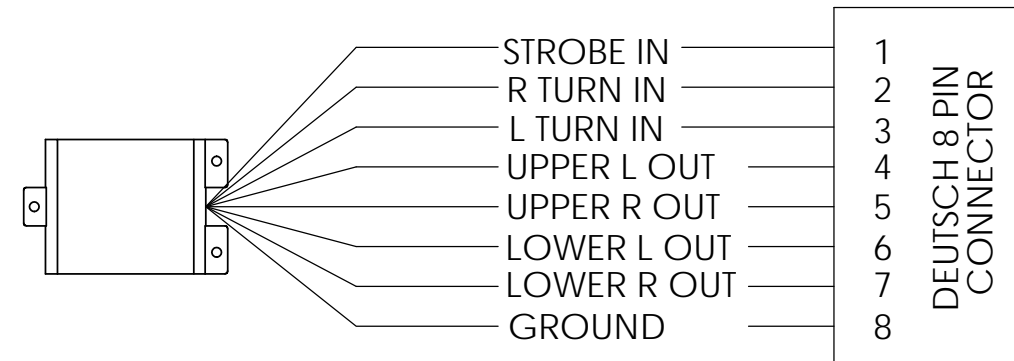 STROBE IN 1
R TURN IN 2
L TURN IN 3
UPPER L OUT 4
UPPER R OUT 5
LOWER L OUT 6
LOWER R OUT 7
GROUND 8
DEUTSCH 8 PIN
CONNECTOR